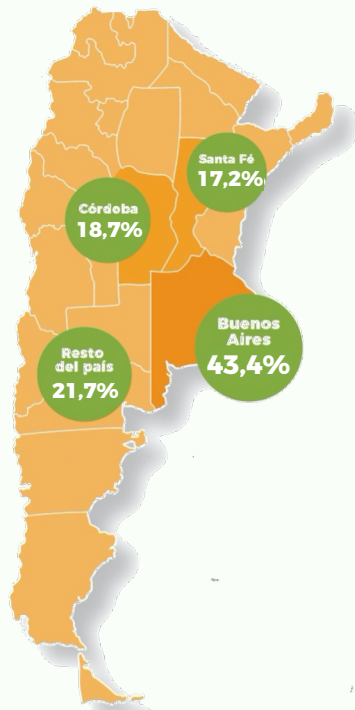 Santa Fé
17,2%
Córdoba
18,7%
Buenos
Aires
43,4%
Resto
del país
21,7%